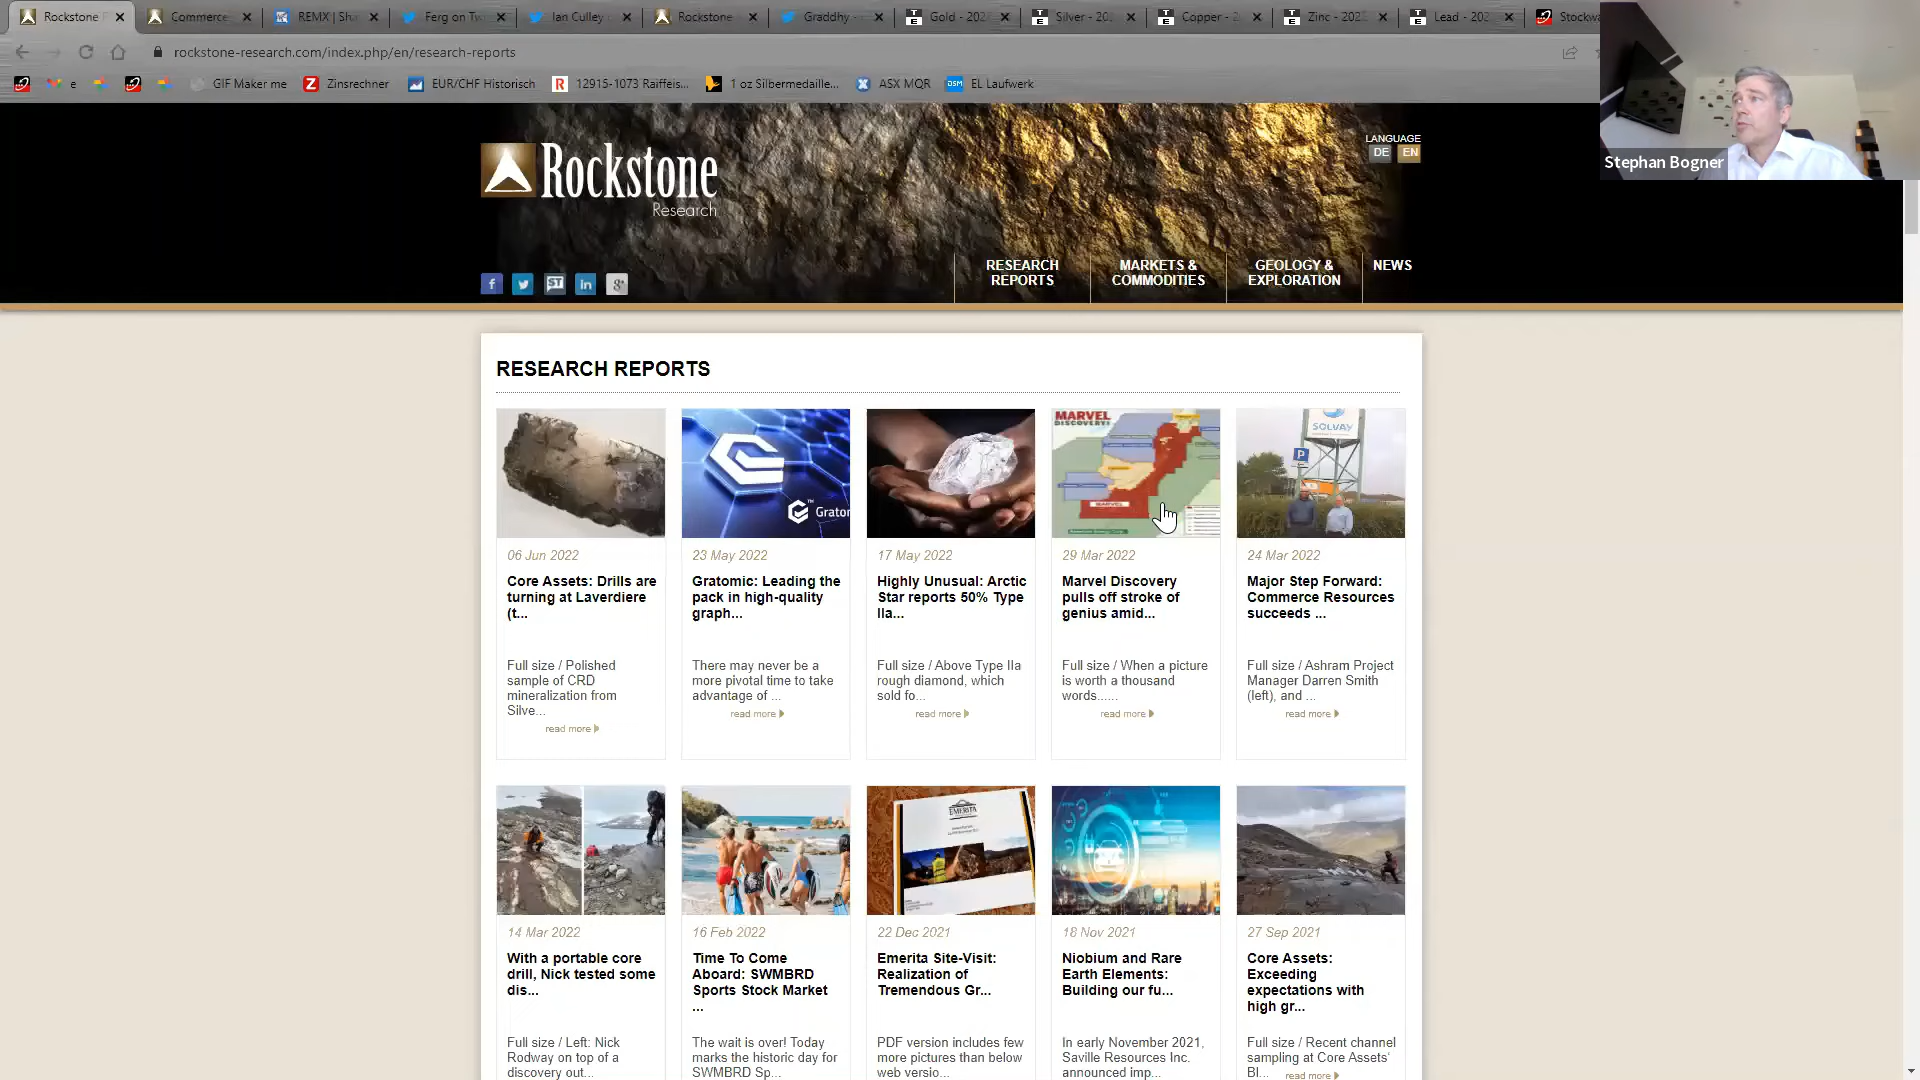 Rockstone R
Commerce
REMX | Sha
Ferg on Tw
Ian Culley o
Rockstone
Graddhy -
Gold - 202
Silver - 202
Copper - 2
Zinc - 202
Lead - 202
Stockwa
rockstone-research.com/index.php/en/research-reports
e
GIF Maker me
Zinsrechner
EUR/CHF Historisch
12915-1073 Raiffeis...
1 oz Silbermedaille...
ASX MQR
DSM
EL Laufwerk
Stephan Bogner
Rockstone
Research
LANGUAGE
DE EN
RESEARCH
REPORTS
MARKETS &
COMMODITIES
GEOLOGY &
EXPLORATION
NEWS
RESEARCH REPORTS
Grator
MARVEL
DISCOVERY
MARVEL
SOLVAY
P
06 Jun 2022
Core Assets: Drills are
turning at Laverdiere
(t...
Full size / Polished
sample of CRD
mineralization from
Silve...
read more
23 May 2022
Gratomic: Leading the
pack in high-quality
graph...
There may never be a
more pivotal time to take
advantage of ...
read more
17 May 2022
Highly Unusual: Arctic
Star reports 50% Type
IIa...
Full size / Above Type IIa
rough diamond, which
sold fo...
read more
29 Mar 2022
Marvel Discovery
pulls off stroke of
genius amid...
Full size / When a picture
is worth a thousand
words......
read more
24 Mar 2022
Major Step Forward:
Commerce Resources
succeeds ...
Full size / Ashram Project
Manager Darren Smith
(left), and ...
read more
EMERITA
14 Mar 2022
With a portable core
drill, Nick tested some
dis...
Full size / Left: Nick
Rodway on top of a
discovery out...
16 Feb 2022
Time To Come
Aboard: SWMBRD
Sports Stock Market
...
The wait is over! Today
marks the historic day for
SWMBRD Sp...
22 Dec 2021
Emerita Site-Visit:
Realization of
Tremendous Gr...
PDF version includes few
more pictures than below
web versio...
18 Nov 2021
Niobium and Rare
Earth Elements:
Building our fu...
In early November 2021,
Saville Resources Inc.
announced imp...
27 Sep 2021
Core Assets:
Exceeding
expectations with
high gr...
Full size / Recent channel
sampling at Core Assets'
Bl...
read more